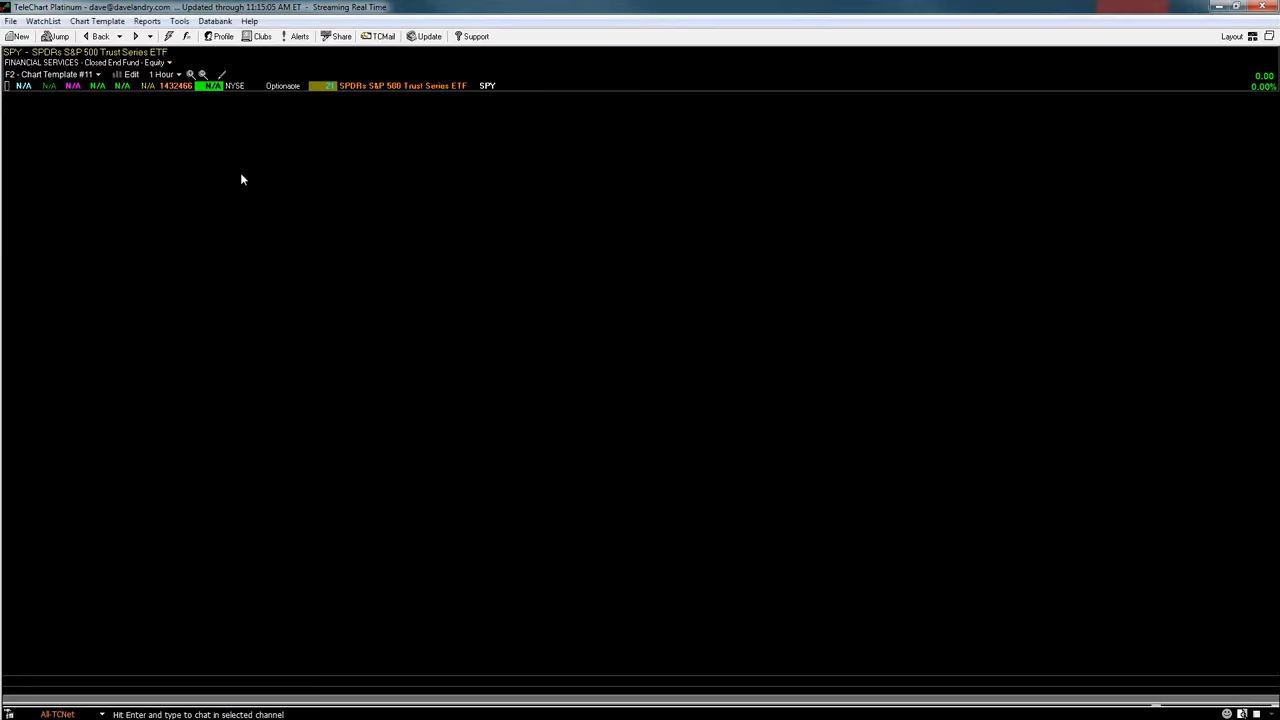 TeleChart Platinum - dave@davelandry.com ... Updated through 11:15:05 AM ET - Streaming Real Time
File WatchList Chart Template Reports Tools Databank Help
New Jump Back Profile Clubs Alerts Share TCMail Update Support Layout
SPY - SPDRs S&P 500 Trust Series ETF
FINANCIAL SERVICES - Closed End Fund - Equity
F2 - Chart Template #11 Edit 1 Hour 0.00
N/A N/A N/A N/A N/A N/A 1432466 N/A NYSE Optionable 21 SPDRs S&P 500 Trust Series ETF SPY 0.00%
All-TCNet Hit Enter and type to chat in selected channel